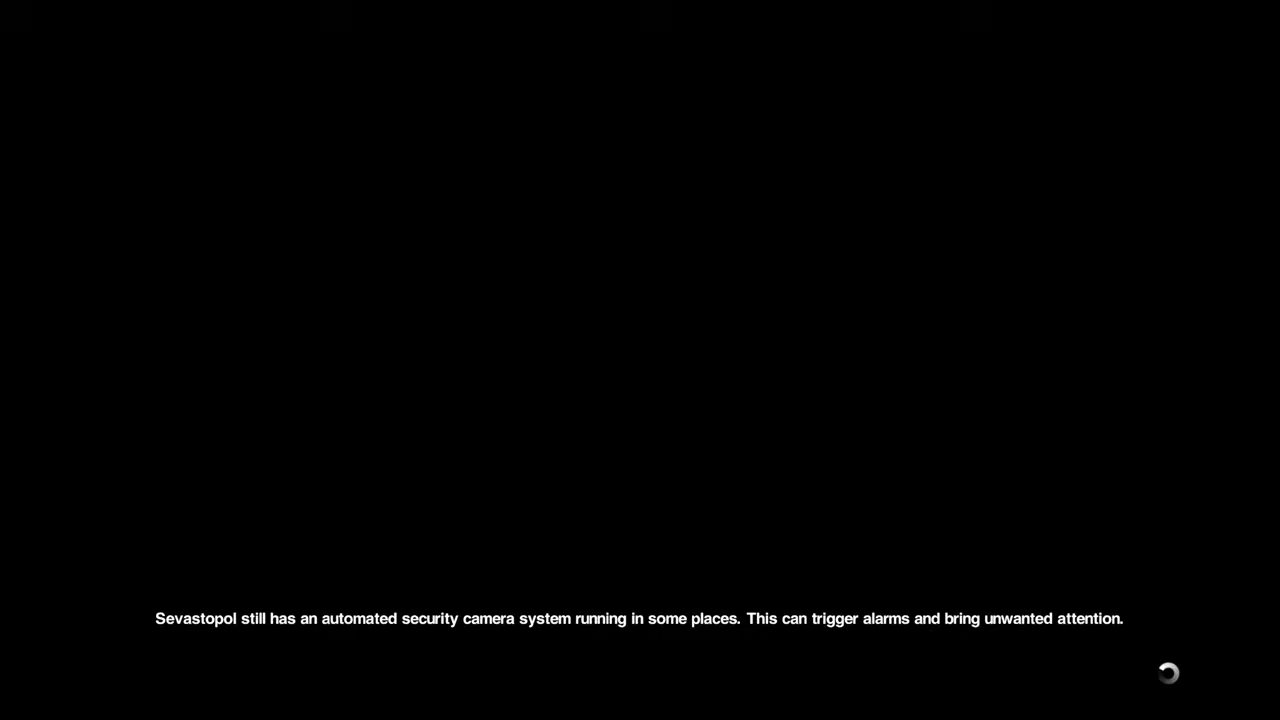 Sevastopol still has an automated security camera system running in some places. This can trigger alarms and bring unwanted attention.